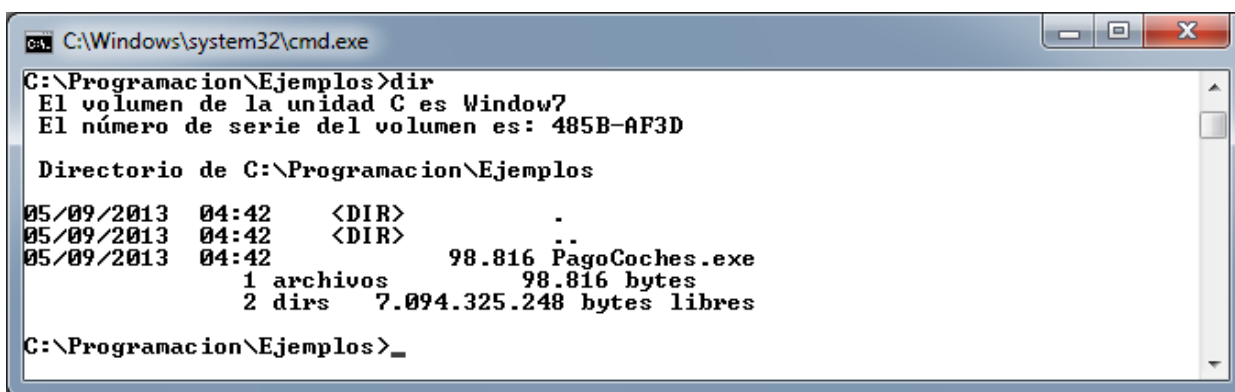 C:\Windows\system32\cmd.exe
C:\Programacion\Ejemplos>dir
El volumen de la unidad C es Window7
El número de serie del volumen es: 485B-AF3D
Directorio de C:\Programacion\Ejemplos
05/09/2013 04:42 <DIR> .
05/09/2013 04:42 <DIR> ..
05/09/2013 04:42 98.816 PagoCoches.exe
1 archivos 98.816 bytes
2 dirs 7.094.325.248 bytes libres
C:\Programacion\Ejemplos>_